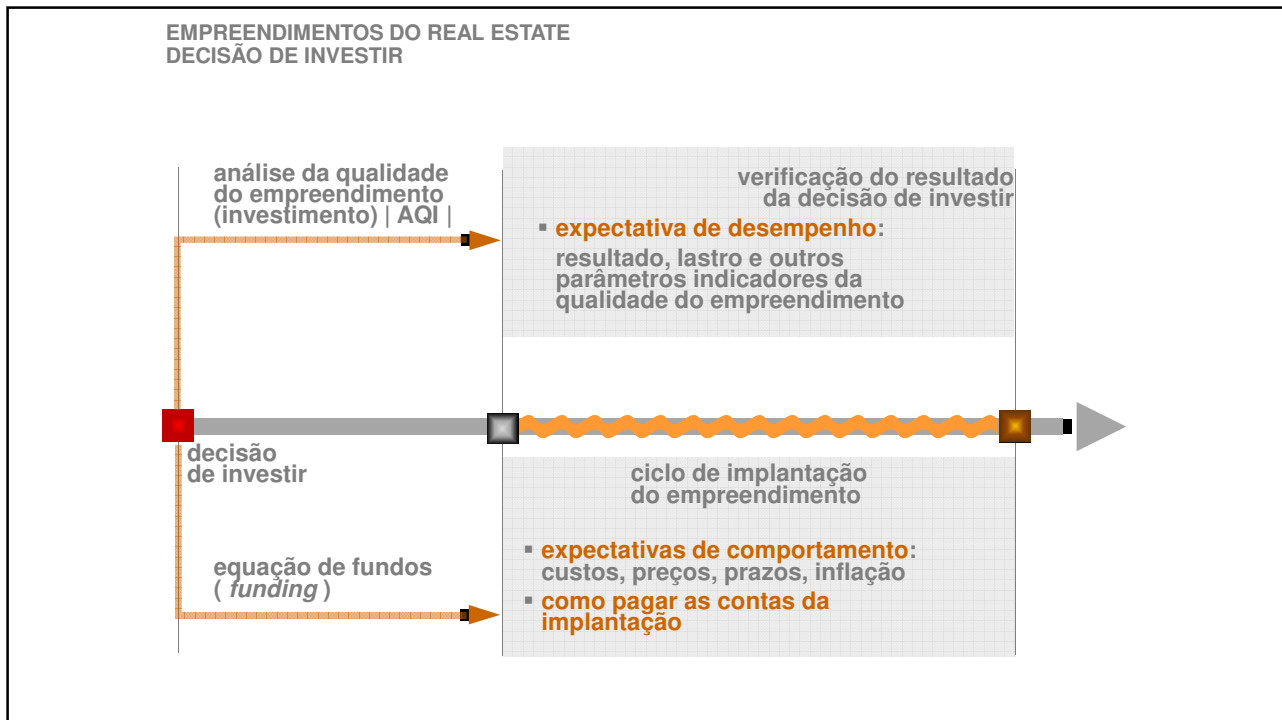 EMPREENDIMENTOS DO REAL ESTATE
DECISÃO DE INVESTIR
análise da qualidade
do empreendimento
(investimento) | AQI |
verificação do resultado
da decisão de investir
▪ expectativa de desempenho:
resultado, lastro e outros
parâmetros indicadores da
qualidade do empreendimento
decisão
de investir
ciclo de implantação
do empreendimento
equação de fundos
( funding )
▪ expectativas de comportamento:
custos, preços, prazos, inflação
▪ como pagar as contas da
implantação